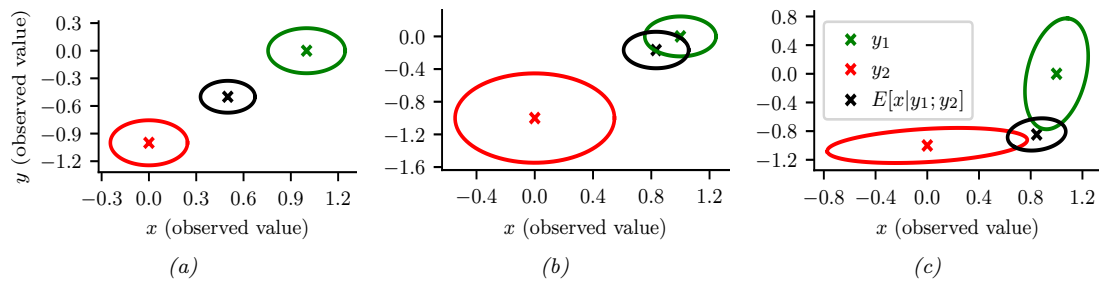 y (observed value)
0.3
0.0
−0.3
−0.6
−0.9
−1.2
−0.3 0.0 0.3 0.6 0.9 1.2
x (observed value)
(a)
0.0
−0.4
−0.8
−1.2
−1.6
−0.4 0.0 0.4 0.8 1.2
x (observed value)
(b)
0.8
0.4
0.0
−0.4
−0.8
−1.2
y₁
y₂
E[x|y₁; y₂]
−0.8 −0.4 0.0 0.4 0.8 1.2
x (observed value)
(c)